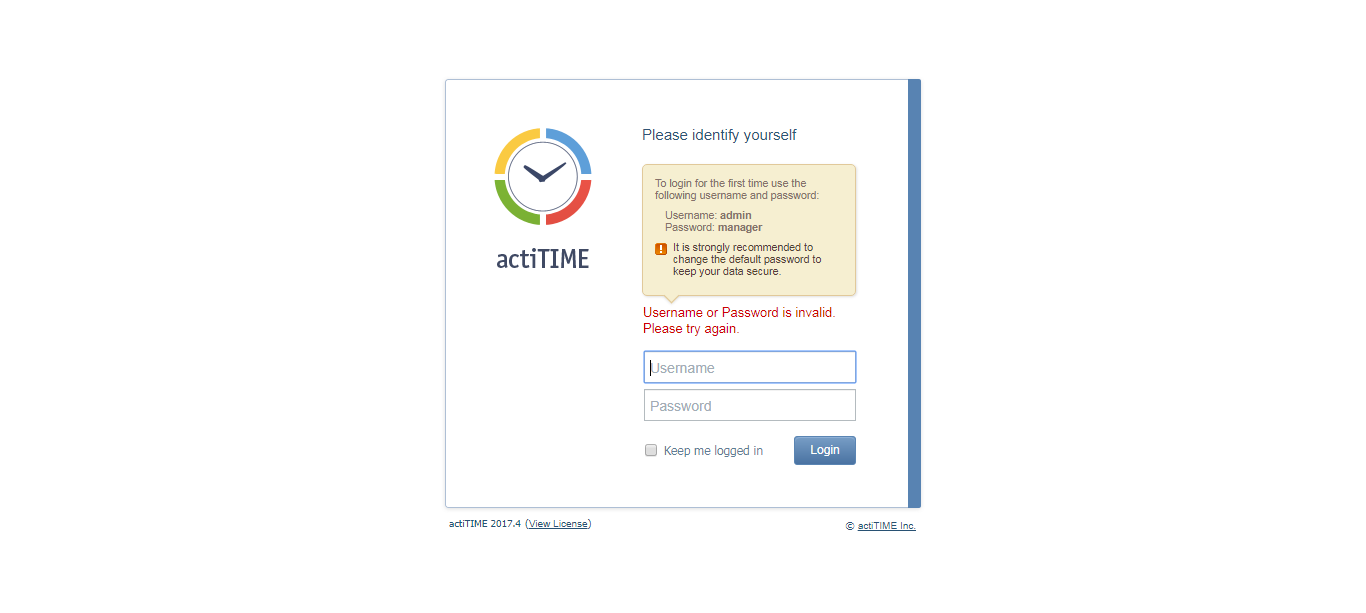 Please identify yourself
To login for the first time use the
following username and password:
Username: admin
Password: manager
It is strongly recommended to
change the default password to
keep your data secure.
actiTIME
Username or Password is invalid.
Please try again.
Username
Password
Keep me logged in
Login
actiTIME 2017.4 (View License)
© actiTIME Inc.